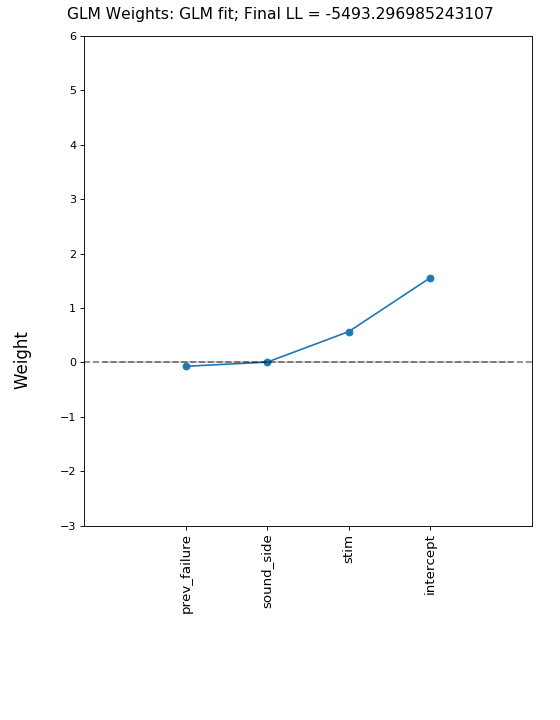 GLM Weights: GLM fit; Final LL = -5493.296985243107
6
5
4
3
2
1
0
−1
−2
−3
Weight
prev_failure
sound_side
stim
intercept